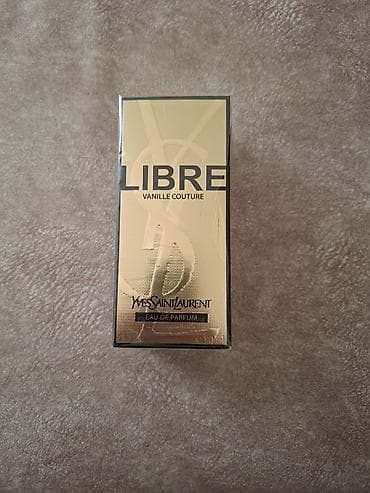 LIBRE
VANILLE COUTURE
YVESSAINTLAURENT
EAU DE PARFUM